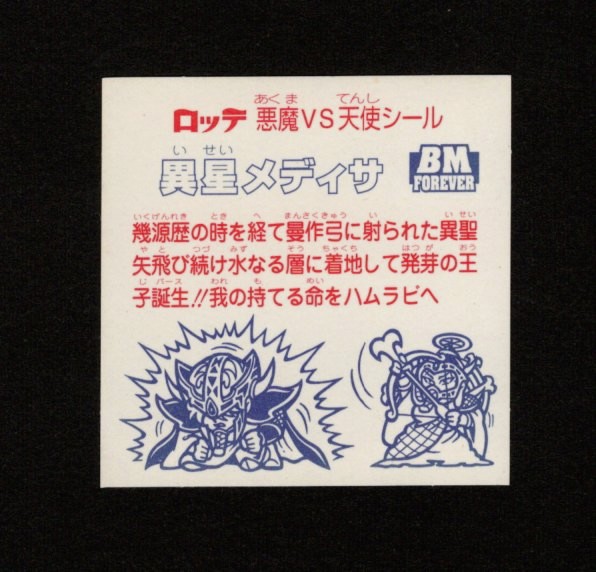 あくま てんし
ロッテ 悪魔VS天使シール
い せい
異星メディサ
BM
FOREVER
いくげんれき とき へ まんさくきゅう い い せい
幾源歴の時を経て曼作弓に射られた異聖
や と つづ みず そう ちゃくち はつ が おう
矢飛び続け水なる層に着地して発芽の王
じ バース われ も めい
子誕生!!我の持てる命をハムラビへ